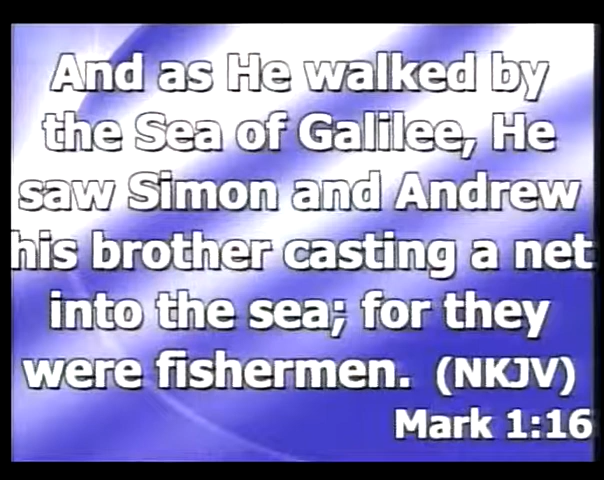 And as He walked by
the Sea of Galilee, He
saw Simon and Andrew
his brother casting a net
into the sea; for they
were fishermen. (NKJV)
Mark 1:16